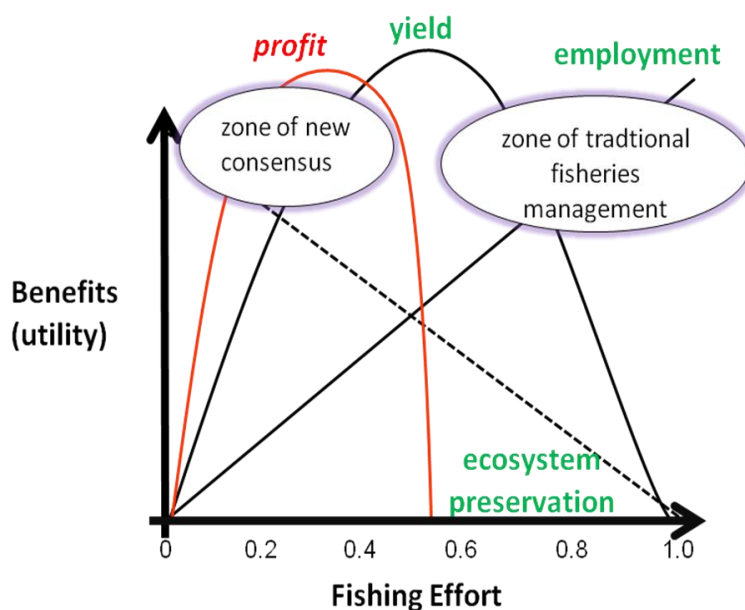 profit
yield
employment
zone of new
consensus
zone of tradtional
fisheries
management
Benefits
(utility)
ecosystem
preservation
0
0.2
0.4
0.6
0.8
1.0
Fishing Effort